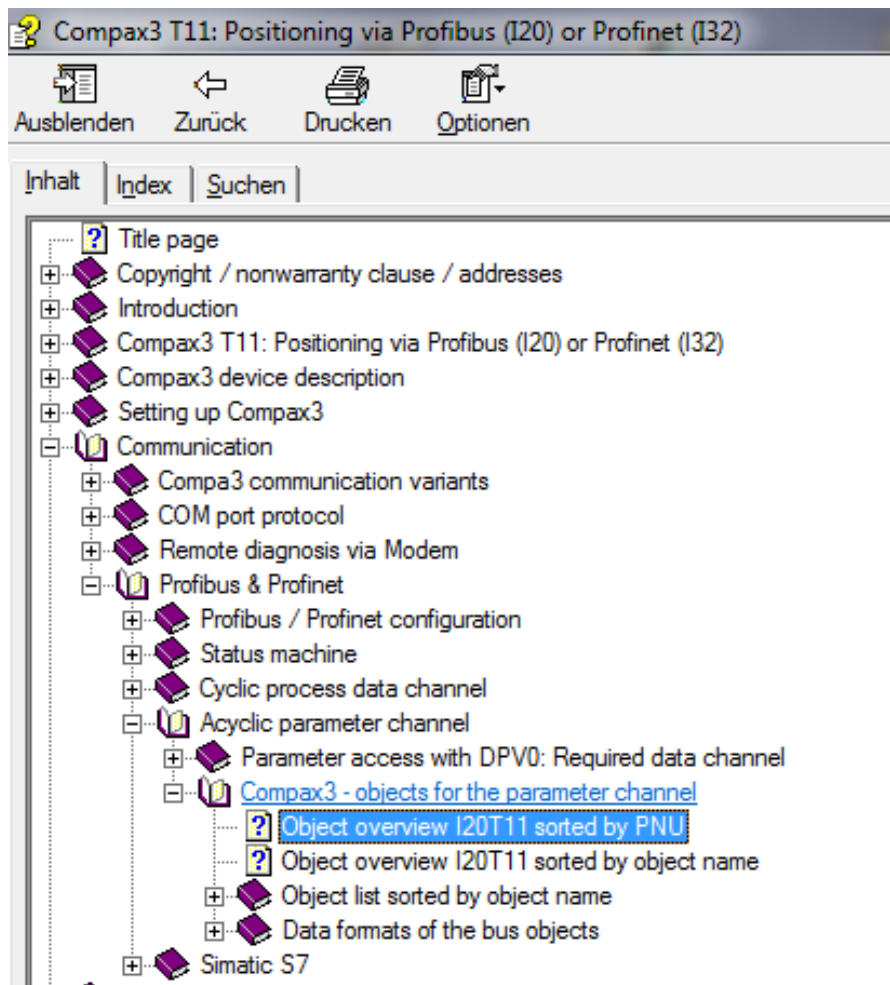 Compax3 T11: Positioning via Profibus (I20) or Profinet (I32)
Ausblenden Zurück Drucken Optionen
Inhalt Index Suchen
Title page
Copyright / nonwarranty clause / addresses
Introduction
Compax3 T11: Positioning via Profibus (I20) or Profinet (I32)
Compax3 device description
Setting up Compax3
Communication
Compa3 communication variants
COM port protocol
Remote diagnosis via Modem
Profibus & Profinet
Profibus / Profinet configuration
Status machine
Cyclic process data channel
Acyclic parameter channel
Parameter access with DPV0: Required data channel
Compax3 - objects for the parameter channel
Object overview I20T11 sorted by PNU
Object overview I20T11 sorted by object name
Object list sorted by object name
Data formats of the bus objects
Simatic S7